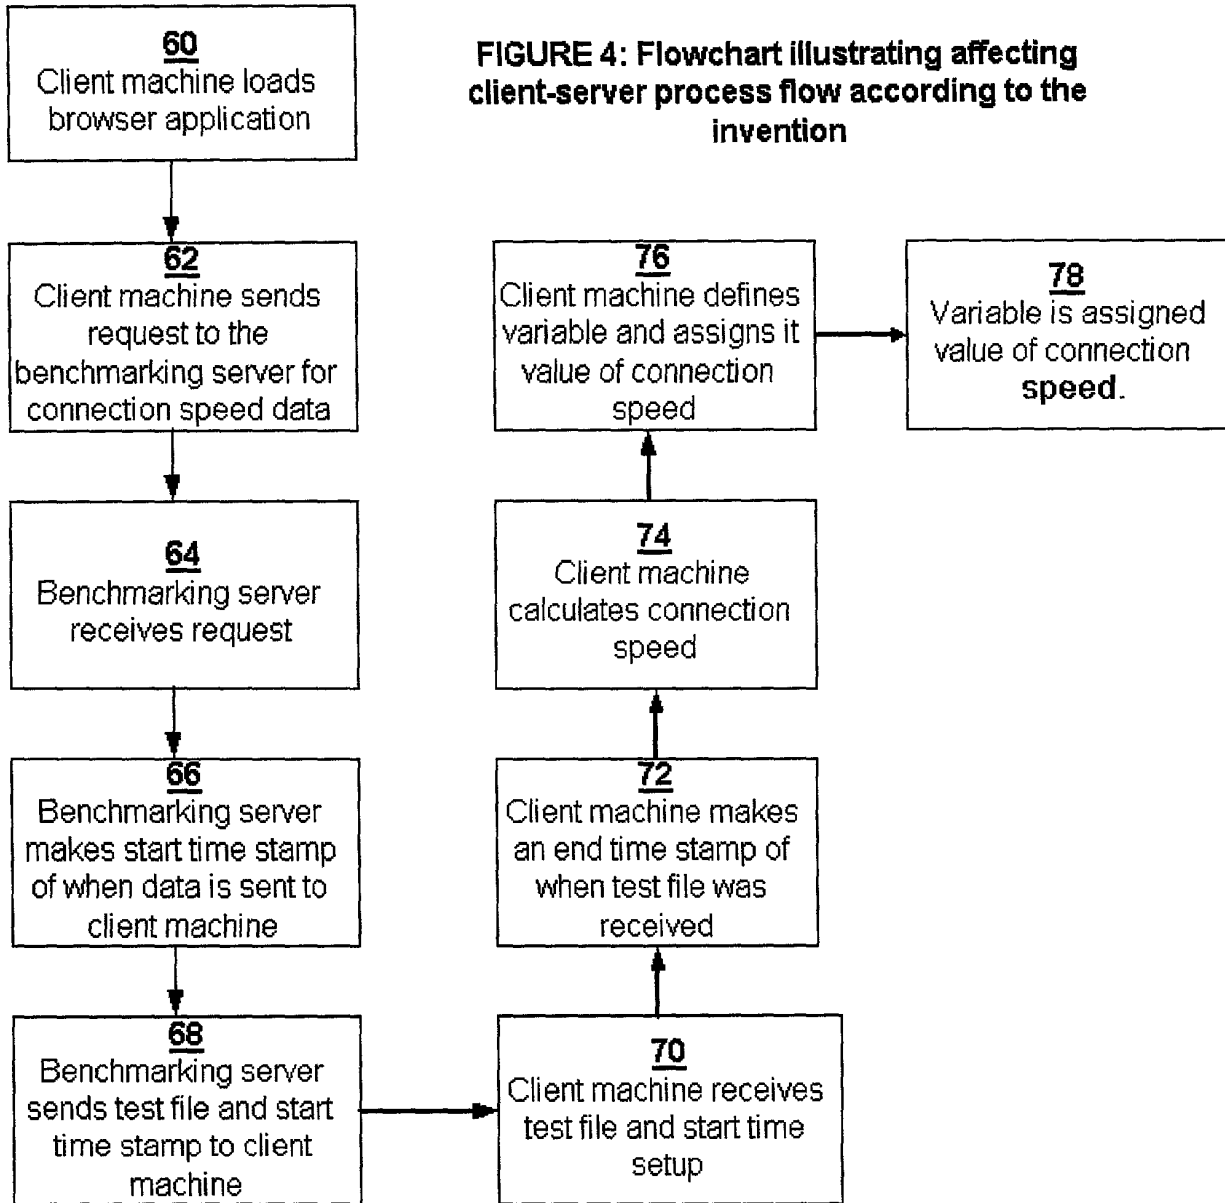 FIGURE 4: Flowchart illustrating affecting
client-server process flow according to the
invention
60
Client machine loads
browser application
62
Client machine sends
request to the
benchmarking server for
connection speed data
64
Benchmarking server
receives request
66
Benchmarking server
makes start time stamp
of when data is sent to
client machine
68
Benchmarking server
sends test file and start
time stamp to client
machine
70
Client machine receives
test file and start time
setup
72
Client machine makes
an end time stamp of
when test file was
received
74
Client machine
calculates connection
speed
76
Client machine defines
variable and assigns it
value of connection
speed
78
Variable is assigned
value of connection
speed.